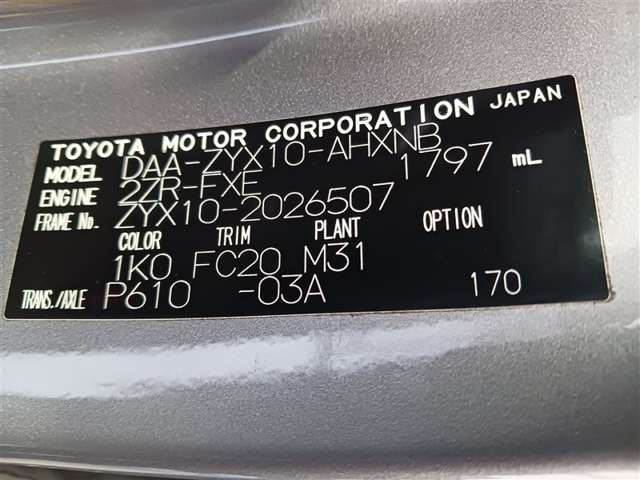 TOYOTA MOTOR CORPORATION JAPAN
MODEL DAA-ZYX10-AHXNB
ENGINE 2ZR-FXE 1797 mL
FRAME No. ZYX10-2026507
COLOR TRIM PLANT OPTION
1K0 FC20 M31
TRANS./AXLE P610 -03A 170